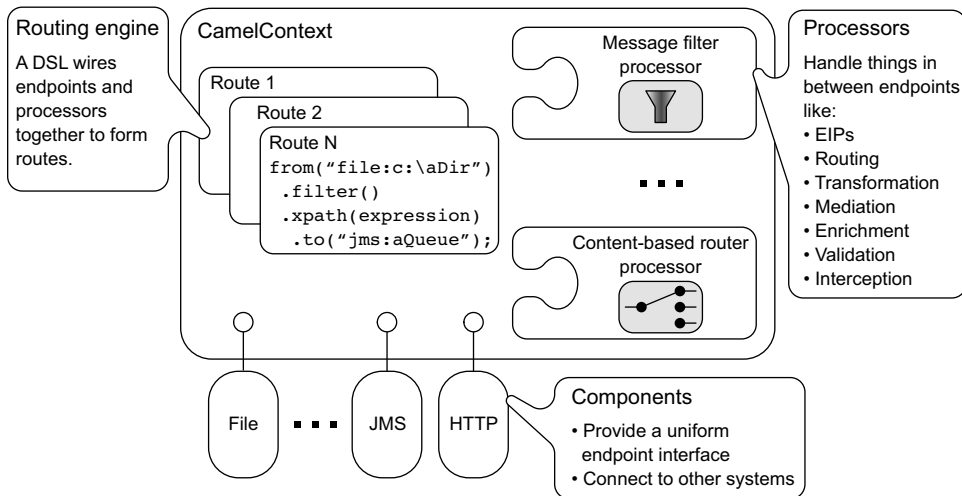 Routing engine
A DSL wires
endpoints and
processors
together to form
routes.
CamelContext
Route 1
Route 2
Route N
from(“file:c:\aDir”)
.filter()
.xpath(expression)
.to(“jms:aQueue”);
Message filter
processor
Content-based router
processor
Processors
Handle things in
between endpoints
like:
• EIPs
• Routing
• Transformation
• Mediation
• Enrichment
• Validation
• Interception
File
JMS
HTTP
Components
• Provide a uniform
endpoint interface
• Connect to other systems